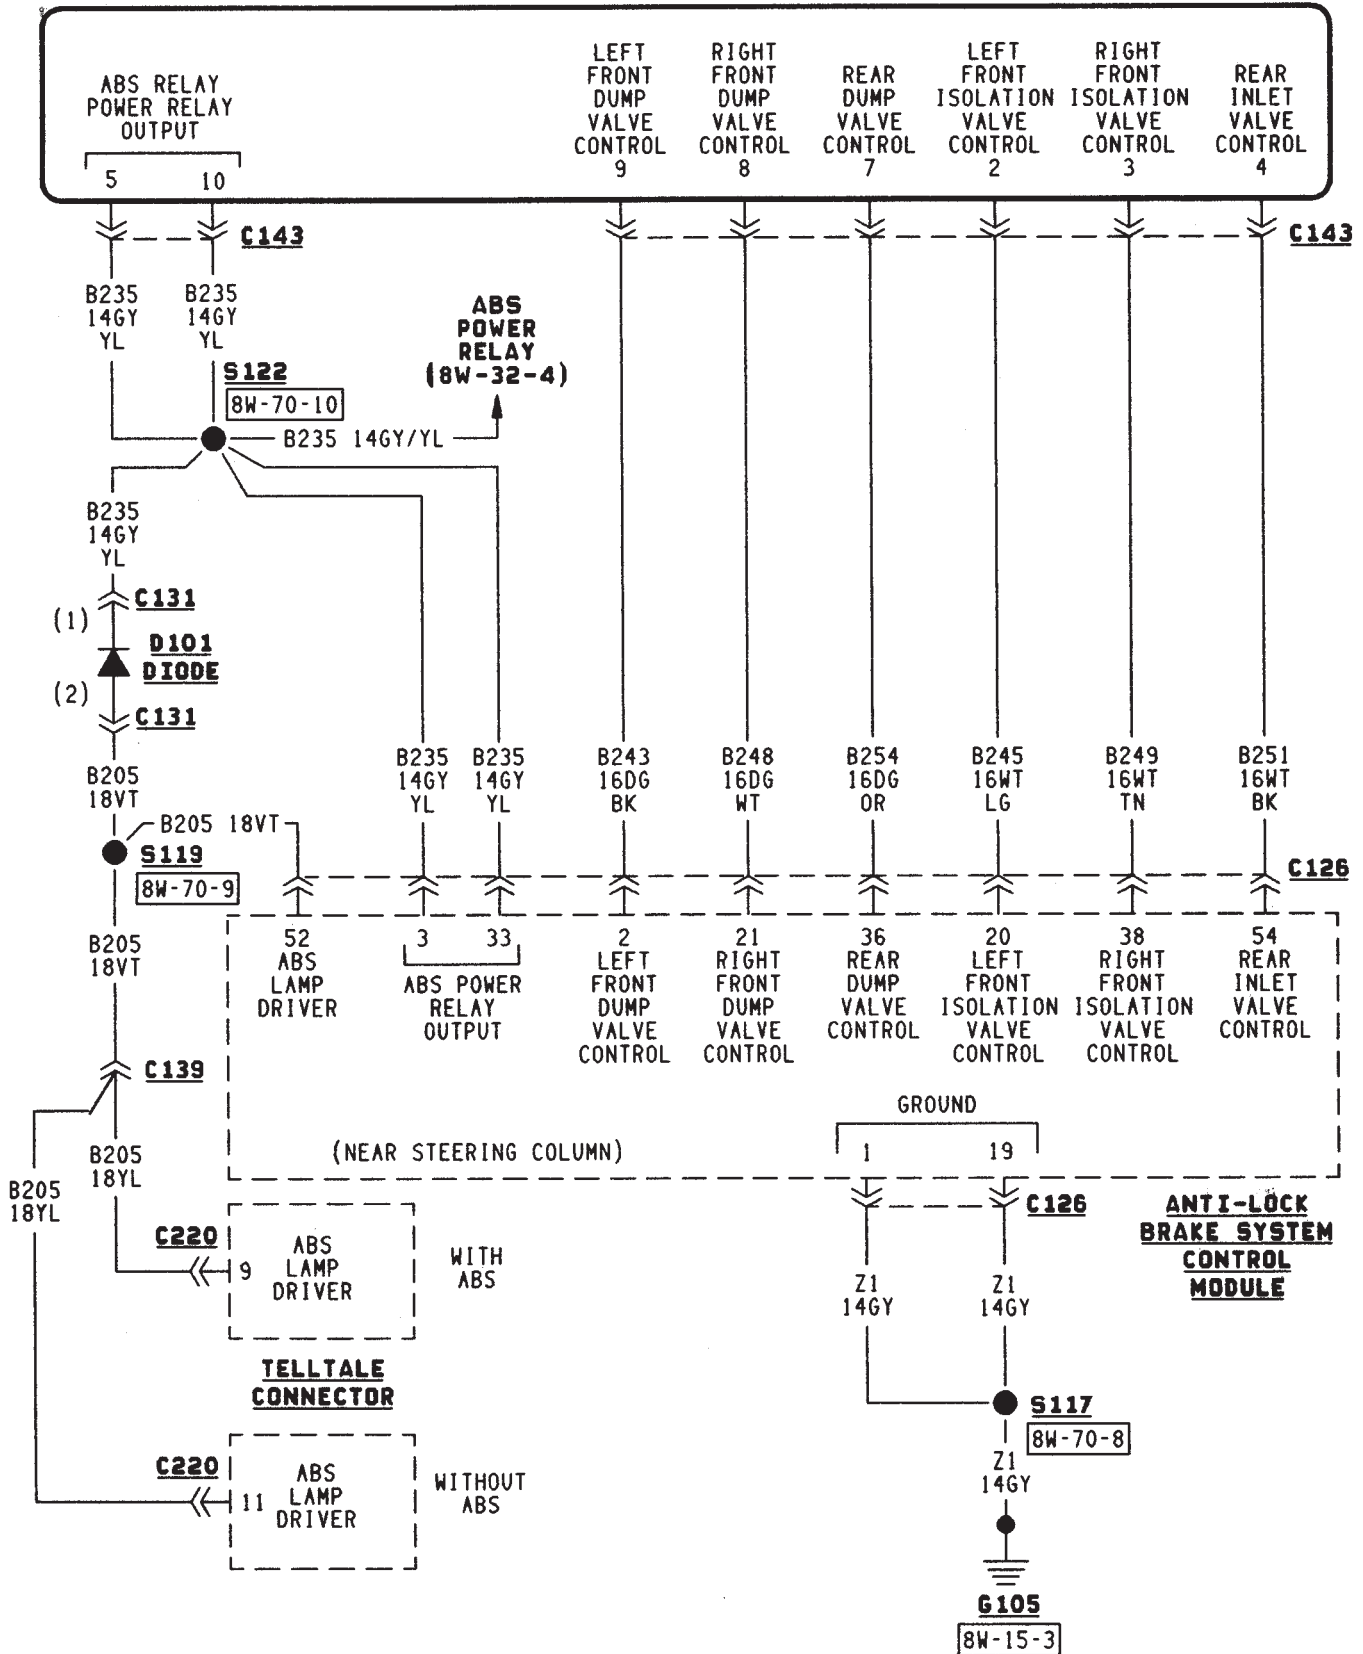 ABS RELAY
POWER RELAY
OUTPUT
5 10
LEFT
FRONT
DUMP
VALVE
CONTROL
9
RIGHT
FRONT
DUMP
VALVE
CONTROL
8
REAR
DUMP
VALVE
CONTROL
7
LEFT
FRONT
ISOLATION
VALVE
CONTROL
2
RIGHT
FRONT
ISOLATION
VALVE
CONTROL
3
REAR
INLET
VALVE
CONTROL
4
C143
C143
B235
14GY
YL
B235
14GY
YL
ABS
POWER
RELAY
(8W-32-4)
S122
8W-70-10
B235 14GY/YL
B235
14GY
YL
C131
(1)
D101
DIODE
(2)
C131
B205
18VT
B205 18VT
S119
8W-70-9
B235
14GY
YL
B235
14GY
YL
B243
16DG
BK
B248
16DG
WT
B254
16DG
OR
B245
16WT
LG
B249
16WT
TN
B251
16WT
BK
C126
52
ABS
LAMP
DRIVER
3 33
ABS POWER
RELAY
OUTPUT
2
LEFT
FRONT
DUMP
VALVE
CONTROL
21
RIGHT
FRONT
DUMP
VALVE
CONTROL
36
REAR
DUMP
VALVE
CONTROL
20
LEFT
FRONT
ISOLATION
VALVE
CONTROL
38
RIGHT
FRONT
ISOLATION
VALVE
CONTROL
54
REAR
INLET
VALVE
CONTROL
B205
18VT
C139
GROUND
1 19
(NEAR STEERING COLUMN)
B205
18YL
B205
18YL
C126
ANTI-LOCK
BRAKE SYSTEM
CONTROL
MODULE
C220
9
ABS
LAMP
DRIVER
WITH
ABS
Z1
14GY
Z1
14GY
TELLTALE
CONNECTOR
S117
8W-70-8
C220
11
ABS
LAMP
DRIVER
WITHOUT
ABS
Z1
14GY
G105
8W-15-3